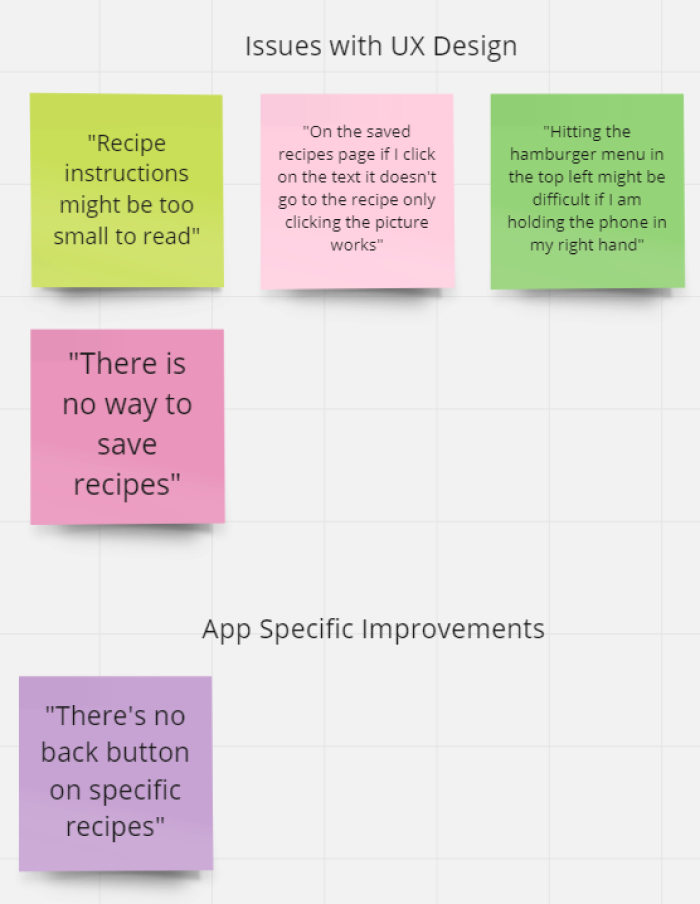 Issues with UX Design
"Recipe
instructions
might be too
small to read"
"On the saved
recipes page if I click
on the text it doesn't
go to the recipe only
clicking the picture
works"
"Hitting the
hamburger menu in
the top left might be
difficult if I am
holding the phone in
my right hand"
"There is
no way to
save
recipes"
App Specific Improvements
"There's no
back button
on specific
recipes"